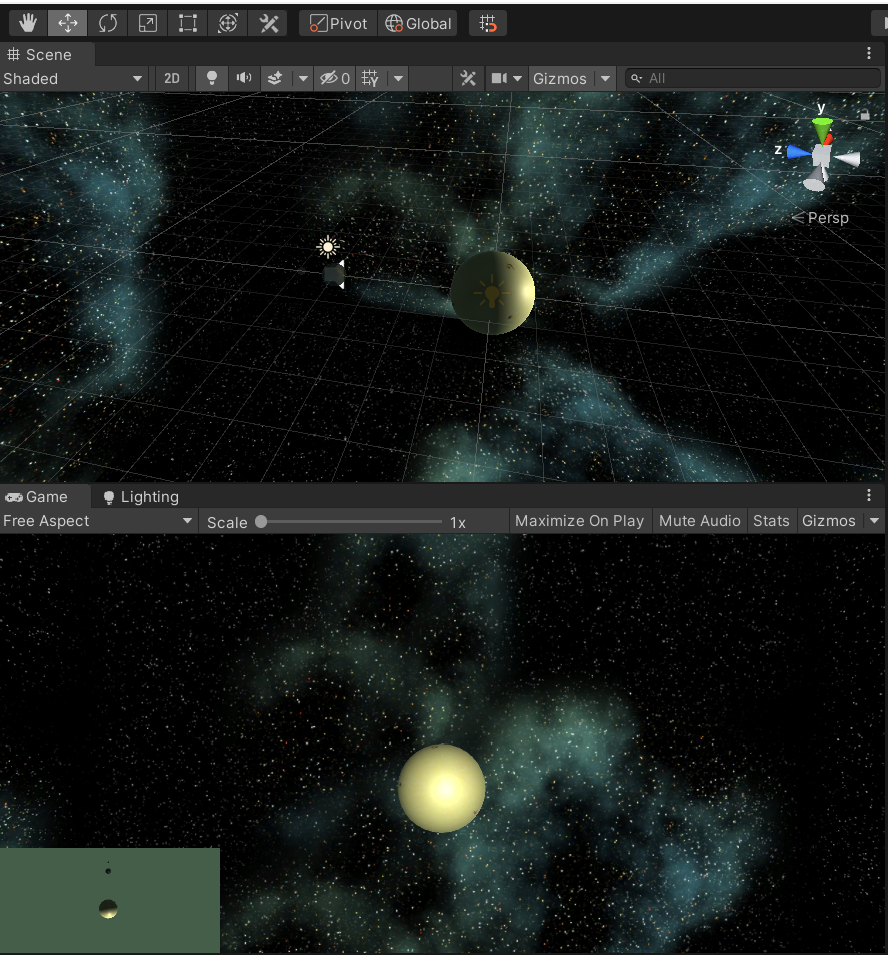 Pivot Global
Scene
Shaded 2D 0 Gizmos All
y
z
Persp
Game Lighting
Free Aspect Scale 1x Maximize On Play Mute Audio Stats Gizmos